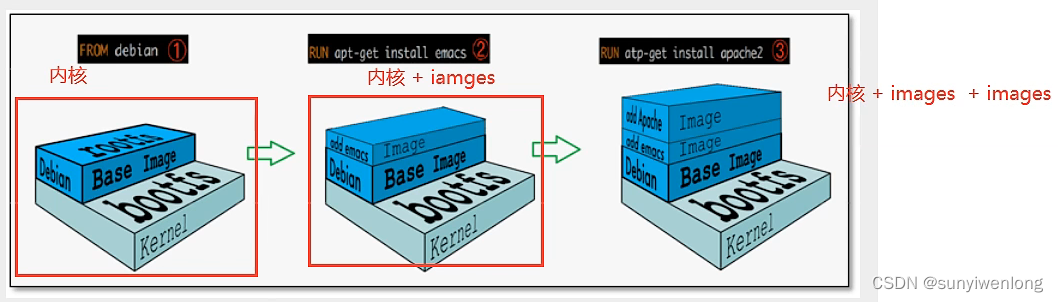 FROM debian ①
RUN apt-get install emacs ②
RUN atp-get install apache2 ③
内核
内核 + iamges
内核 + images + images
rootfs
Debian
Base Image
bootfs
Kernel
add emacs
Image
Debian
Base Image
bootfs
Kernel
add Apache
Image
add emacs
Image
Debian
Base Image
bootfs
Kernel
CSDN @sunyiwenlong